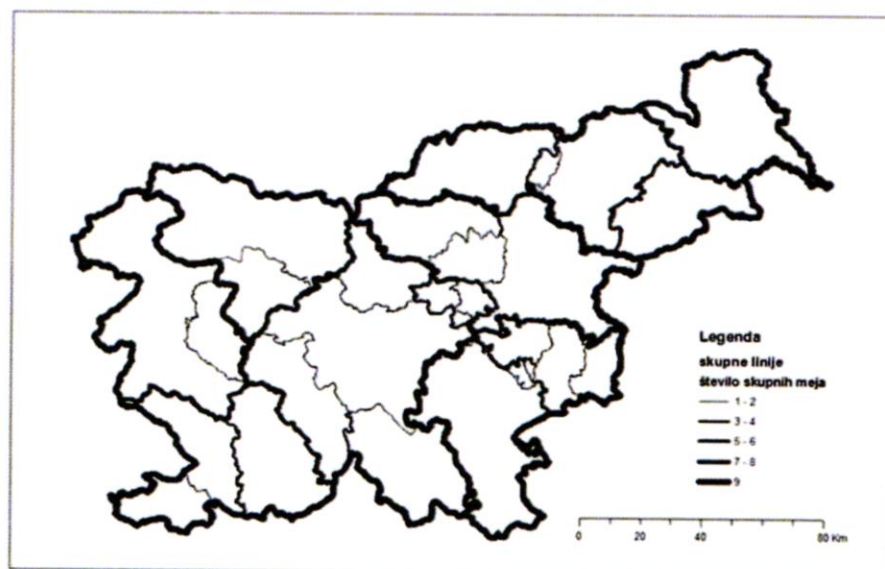 Legenda
skupne linije
število skupnih meja
1 - 2
3 - 4
5 - 6
7 - 8
9
0 20 40 80 Km